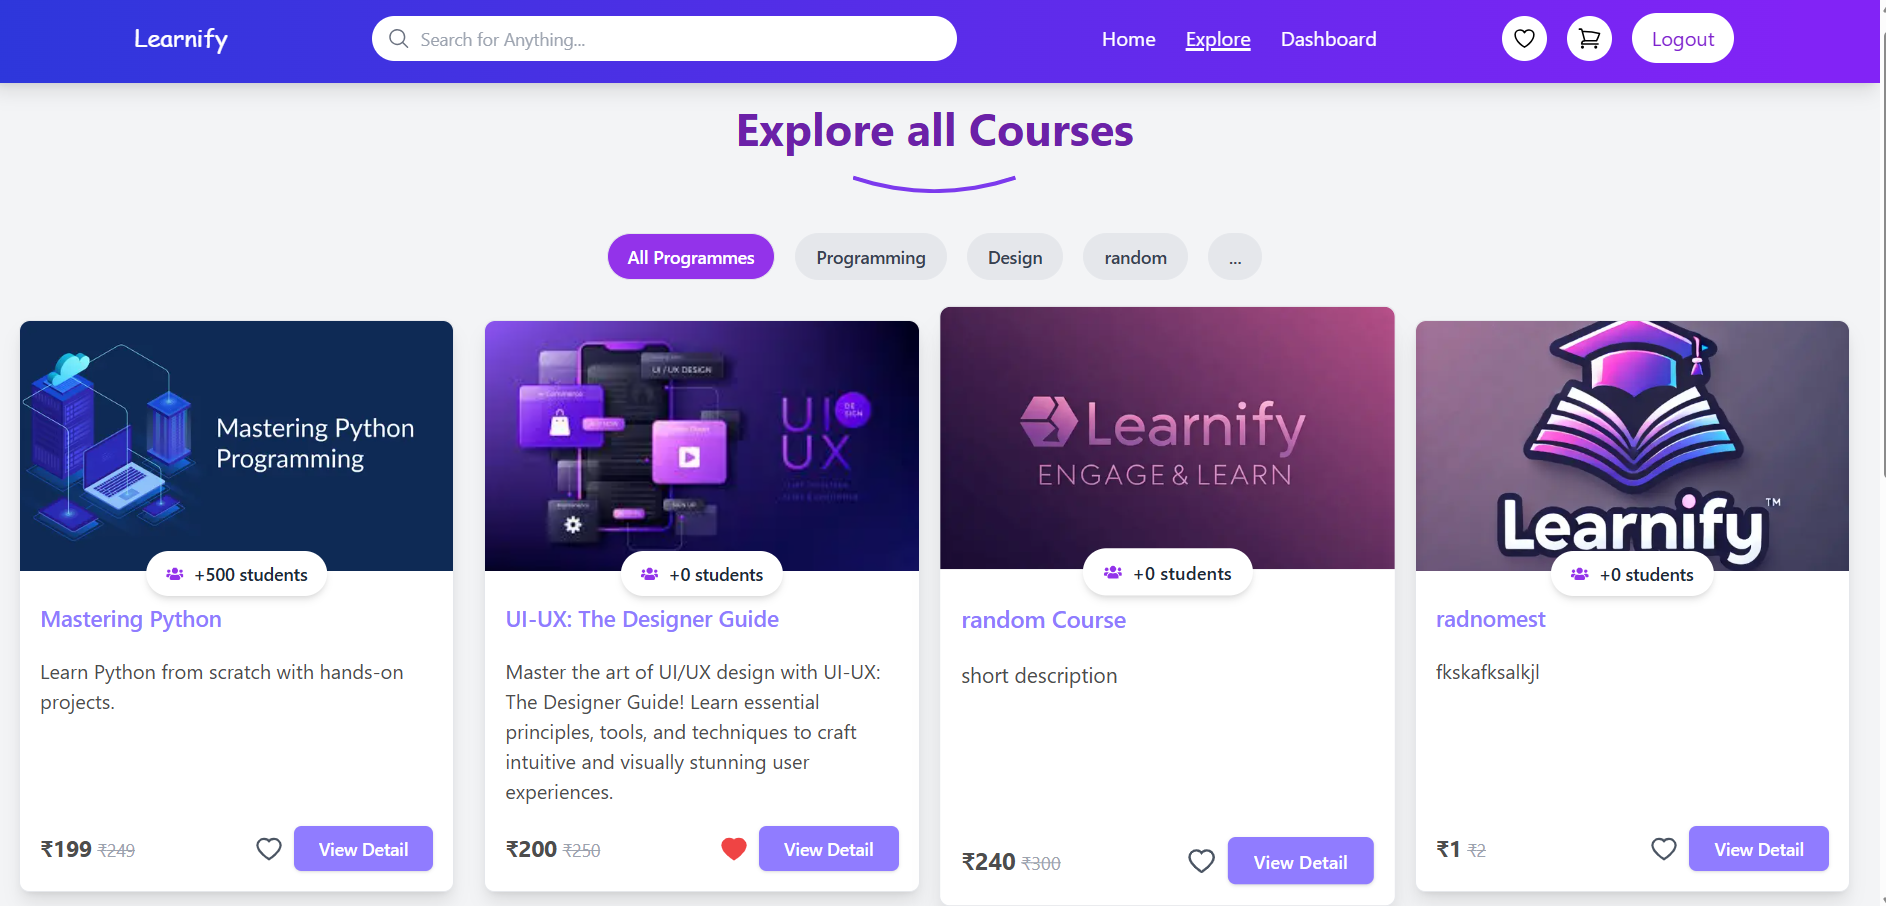 Learnify
Search for Anything...
Home Explore Dashboard
Logout
Explore all Courses
All Programmes Programming Design random ...
Mastering Python
Programming
+500 students
Mastering Python
Learn Python from scratch with hands-on
projects.
₹199 ₹249
View Detail
UI / UX DESIGN
UI
UX
DE
SIGN
+0 students
UI-UX: The Designer Guide
Master the art of UI/UX design with UI-UX:
The Designer Guide! Learn essential
principles, tools, and techniques to craft
intuitive and visually stunning user
experiences.
₹200 ₹250
View Detail
Learnify
ENGAGE & LEARN
+0 students
random Course
short description
₹240 ₹300
View Detail
Learnify™
+0 students
radnomest
fkskafksalkjl
₹1 ₹2
View Detail